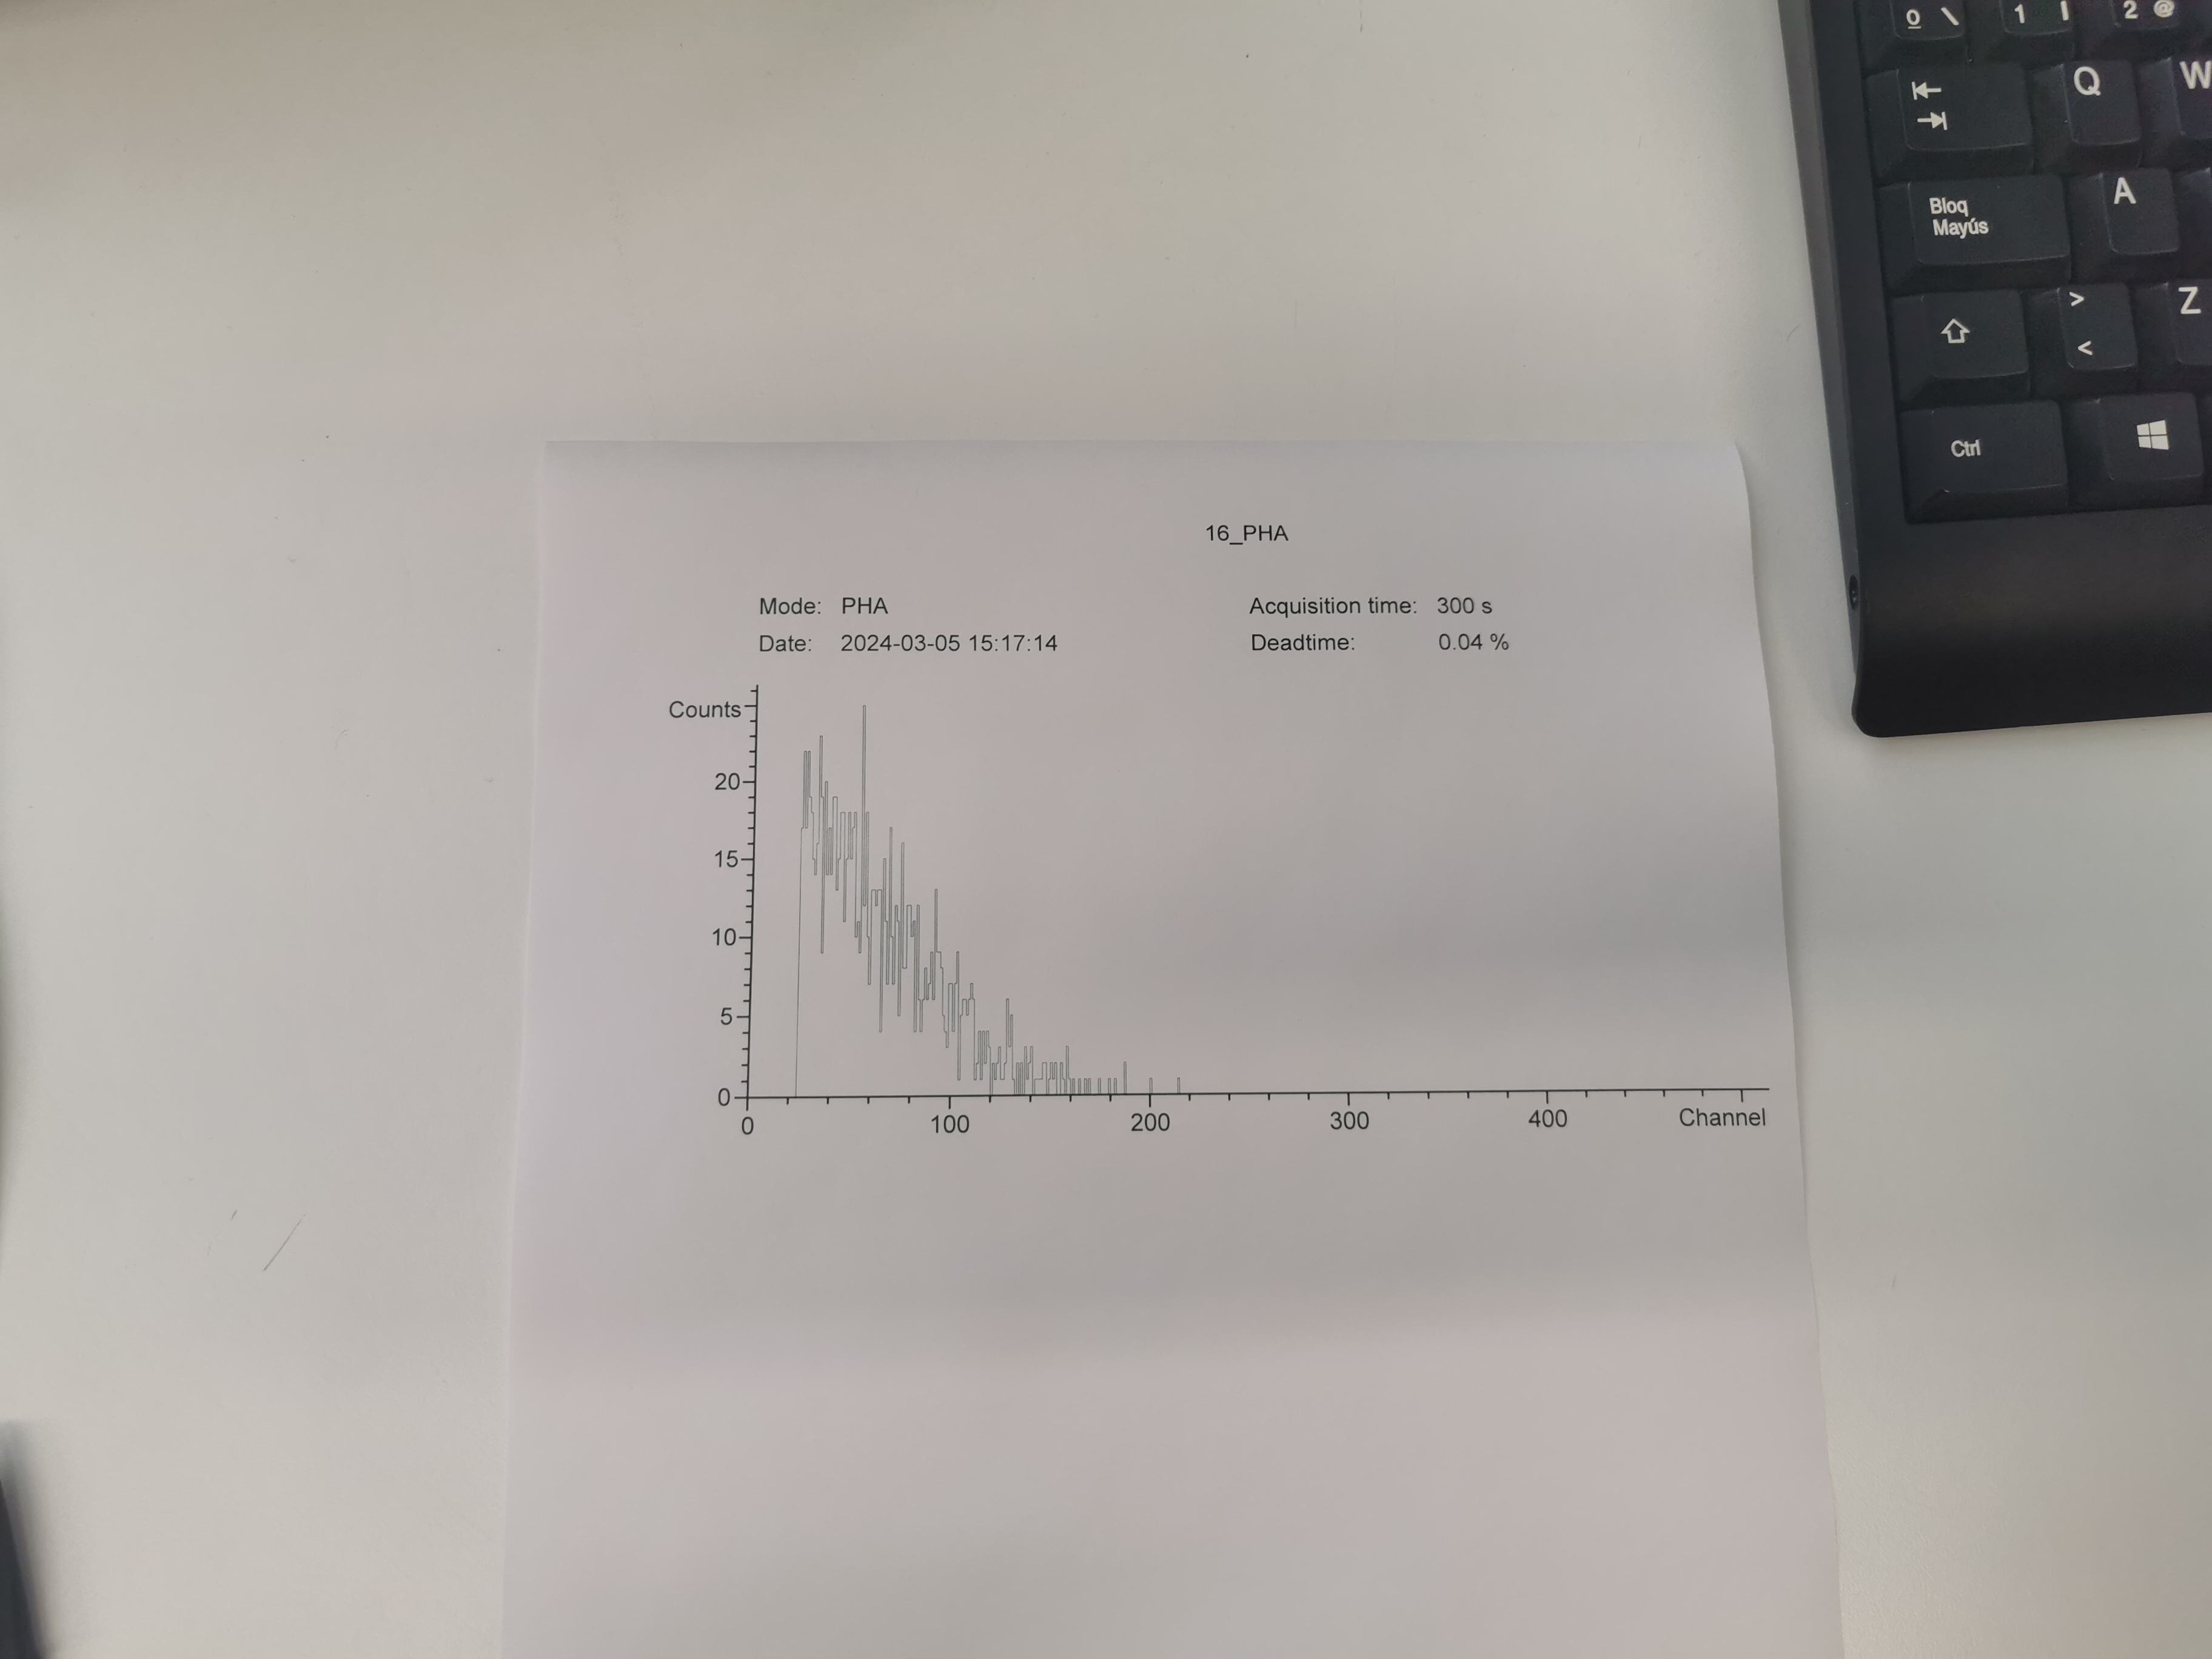 0 \ 1 | 2 @
Q W
Bloq
Mayús
A
>
<
Z
Ctrl
16_PHA
Mode: PHA Acquisition time: 300 s
Date: 2024-03-05 15:17:14 Deadtime: 0.04 %
Counts
20
15
10
5
0
0 100 200 300 400 Channel